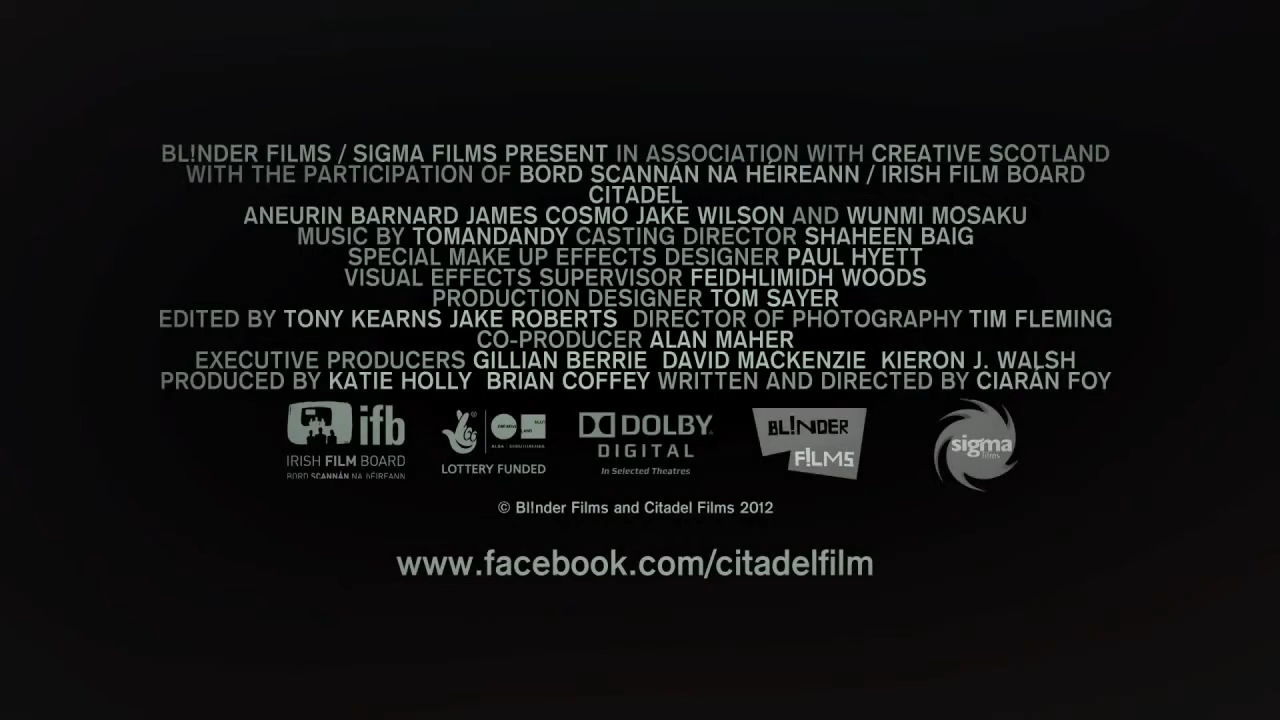 BL!NDER FILMS / SIGMA FILMS PRESENT IN ASSOCIATION WITH CREATIVE SCOTLAND
WITH THE PARTICIPATION OF BORD SCANNÁN NA HÉIREANN / IRISH FILM BOARD
CITADEL
ANEURIN BARNARD JAMES COSMO JAKE WILSON AND WUNMI MOSAKU
MUSIC BY TOMANDANDY CASTING DIRECTOR SHAHEEN BAIG
SPECIAL MAKE UP EFFECTS DESIGNER PAUL HYETT
VISUAL EFFECTS SUPERVISOR FEIDHLIMIDH WOODS
PRODUCTION DESIGNER TOM SAYER
EDITED BY TONY KEARNS JAKE ROBERTS DIRECTOR OF PHOTOGRAPHY TIM FLEMING
CO-PRODUCER ALAN MAHER
EXECUTIVE PRODUCERS GILLIAN BERRIE DAVID MACKENZIE KIERON J. WALSH
PRODUCED BY KATIE HOLLY BRIAN COFFEY WRITTEN AND DIRECTED BY CIARÁN FOY
ifb
IRISH FILM BOARD
BORD SCANNÁN NA hÉIREANN
LOTTERY FUNDED
DOLBY
DIGITAL
In Selected Theatres
BL!NDER
F!LMS
sigma
films
© Bl!nder Films and Citadel Films 2012
www.facebook.com/citadelfilm